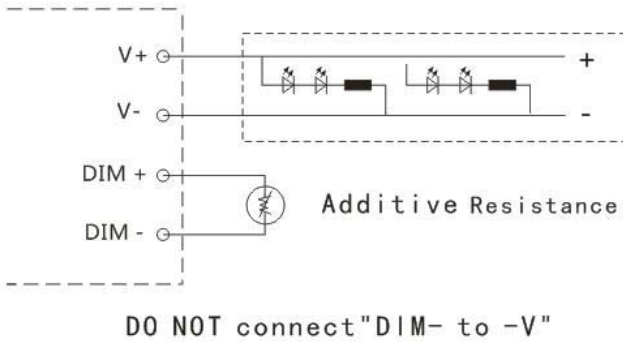 V+
+
V-
-
DIM +
DIM -
Additive Resistance
DO NOT connect"DIM- to -V"